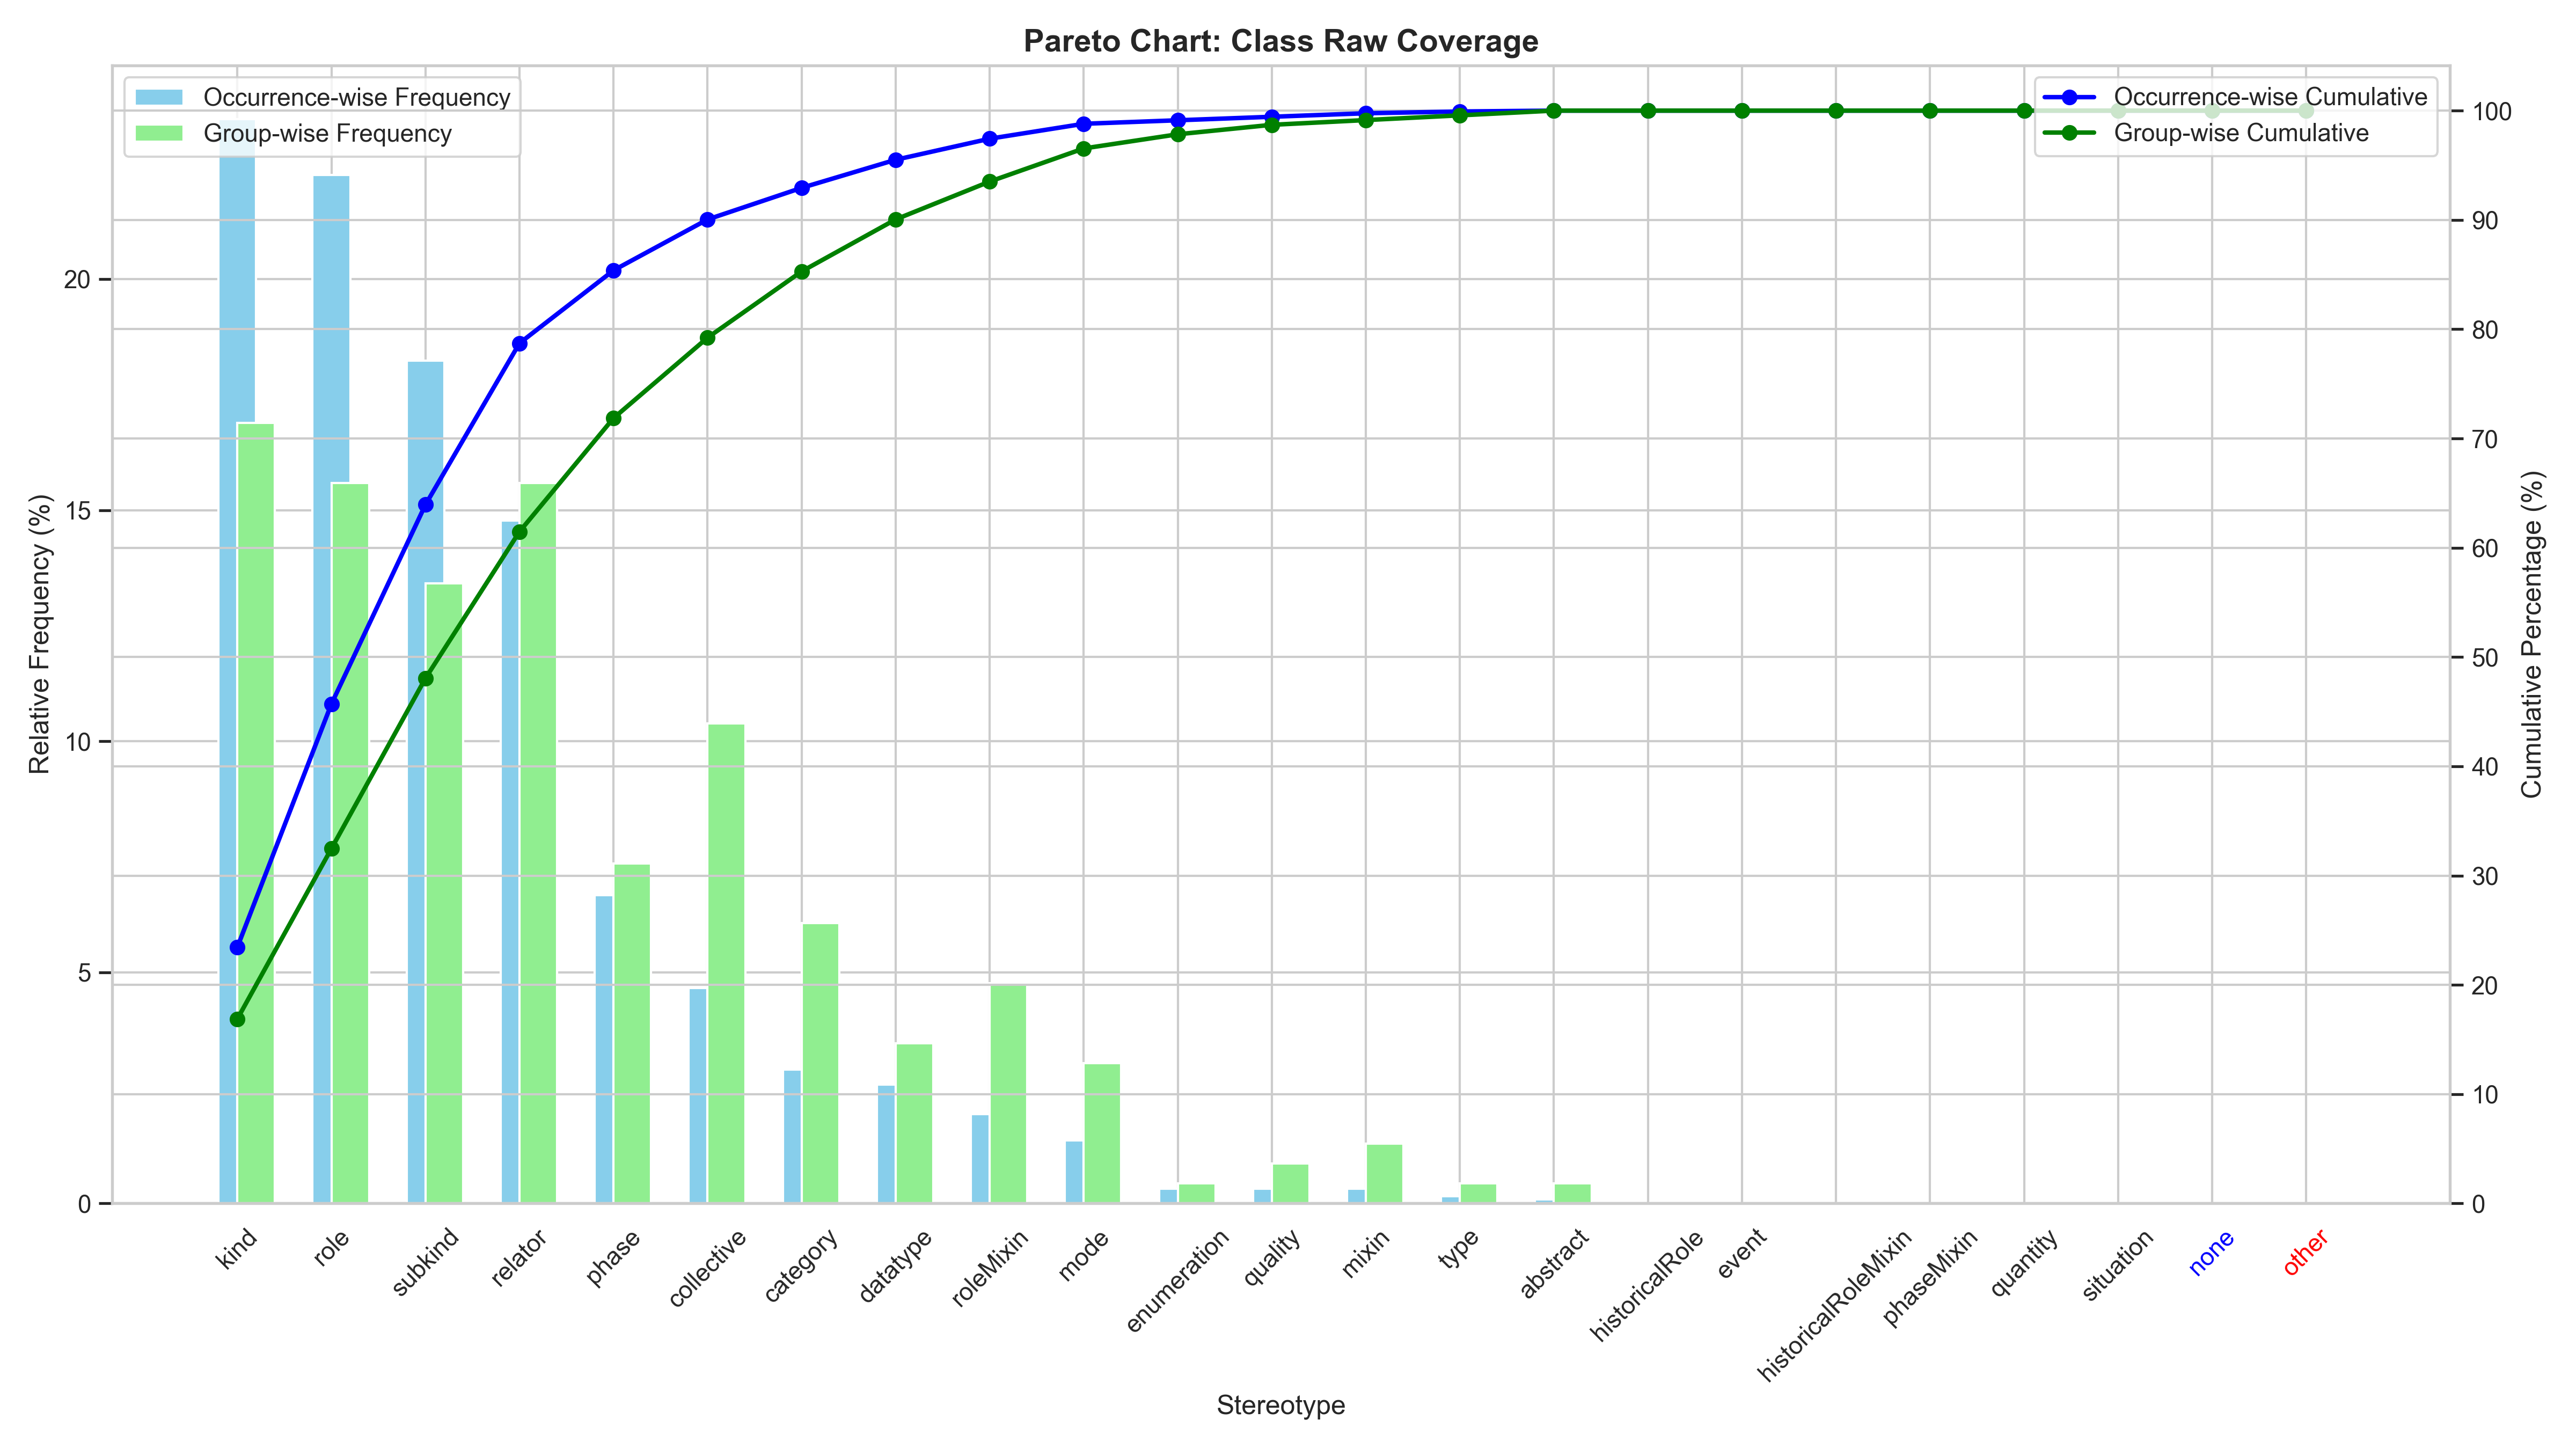 Pareto Chart: Class Raw Coverage
Occurrence-wise Frequency
Group-wise Frequency
Occurrence-wise Cumulative
Group-wise Cumulative
Relative Frequency (%)
20
15
10
5
0
Cumulative Percentage (%)
100
90
80
70
60
50
40
30
20
10
0
kind
role
subkind
relator
phase
collective
category
datatype
roleMixin
mode
enumeration
quality
mixin
type
abstract
historicalRole
event
historicalRoleMixin
phaseMixin
quantity
situation
none
other
Stereotype